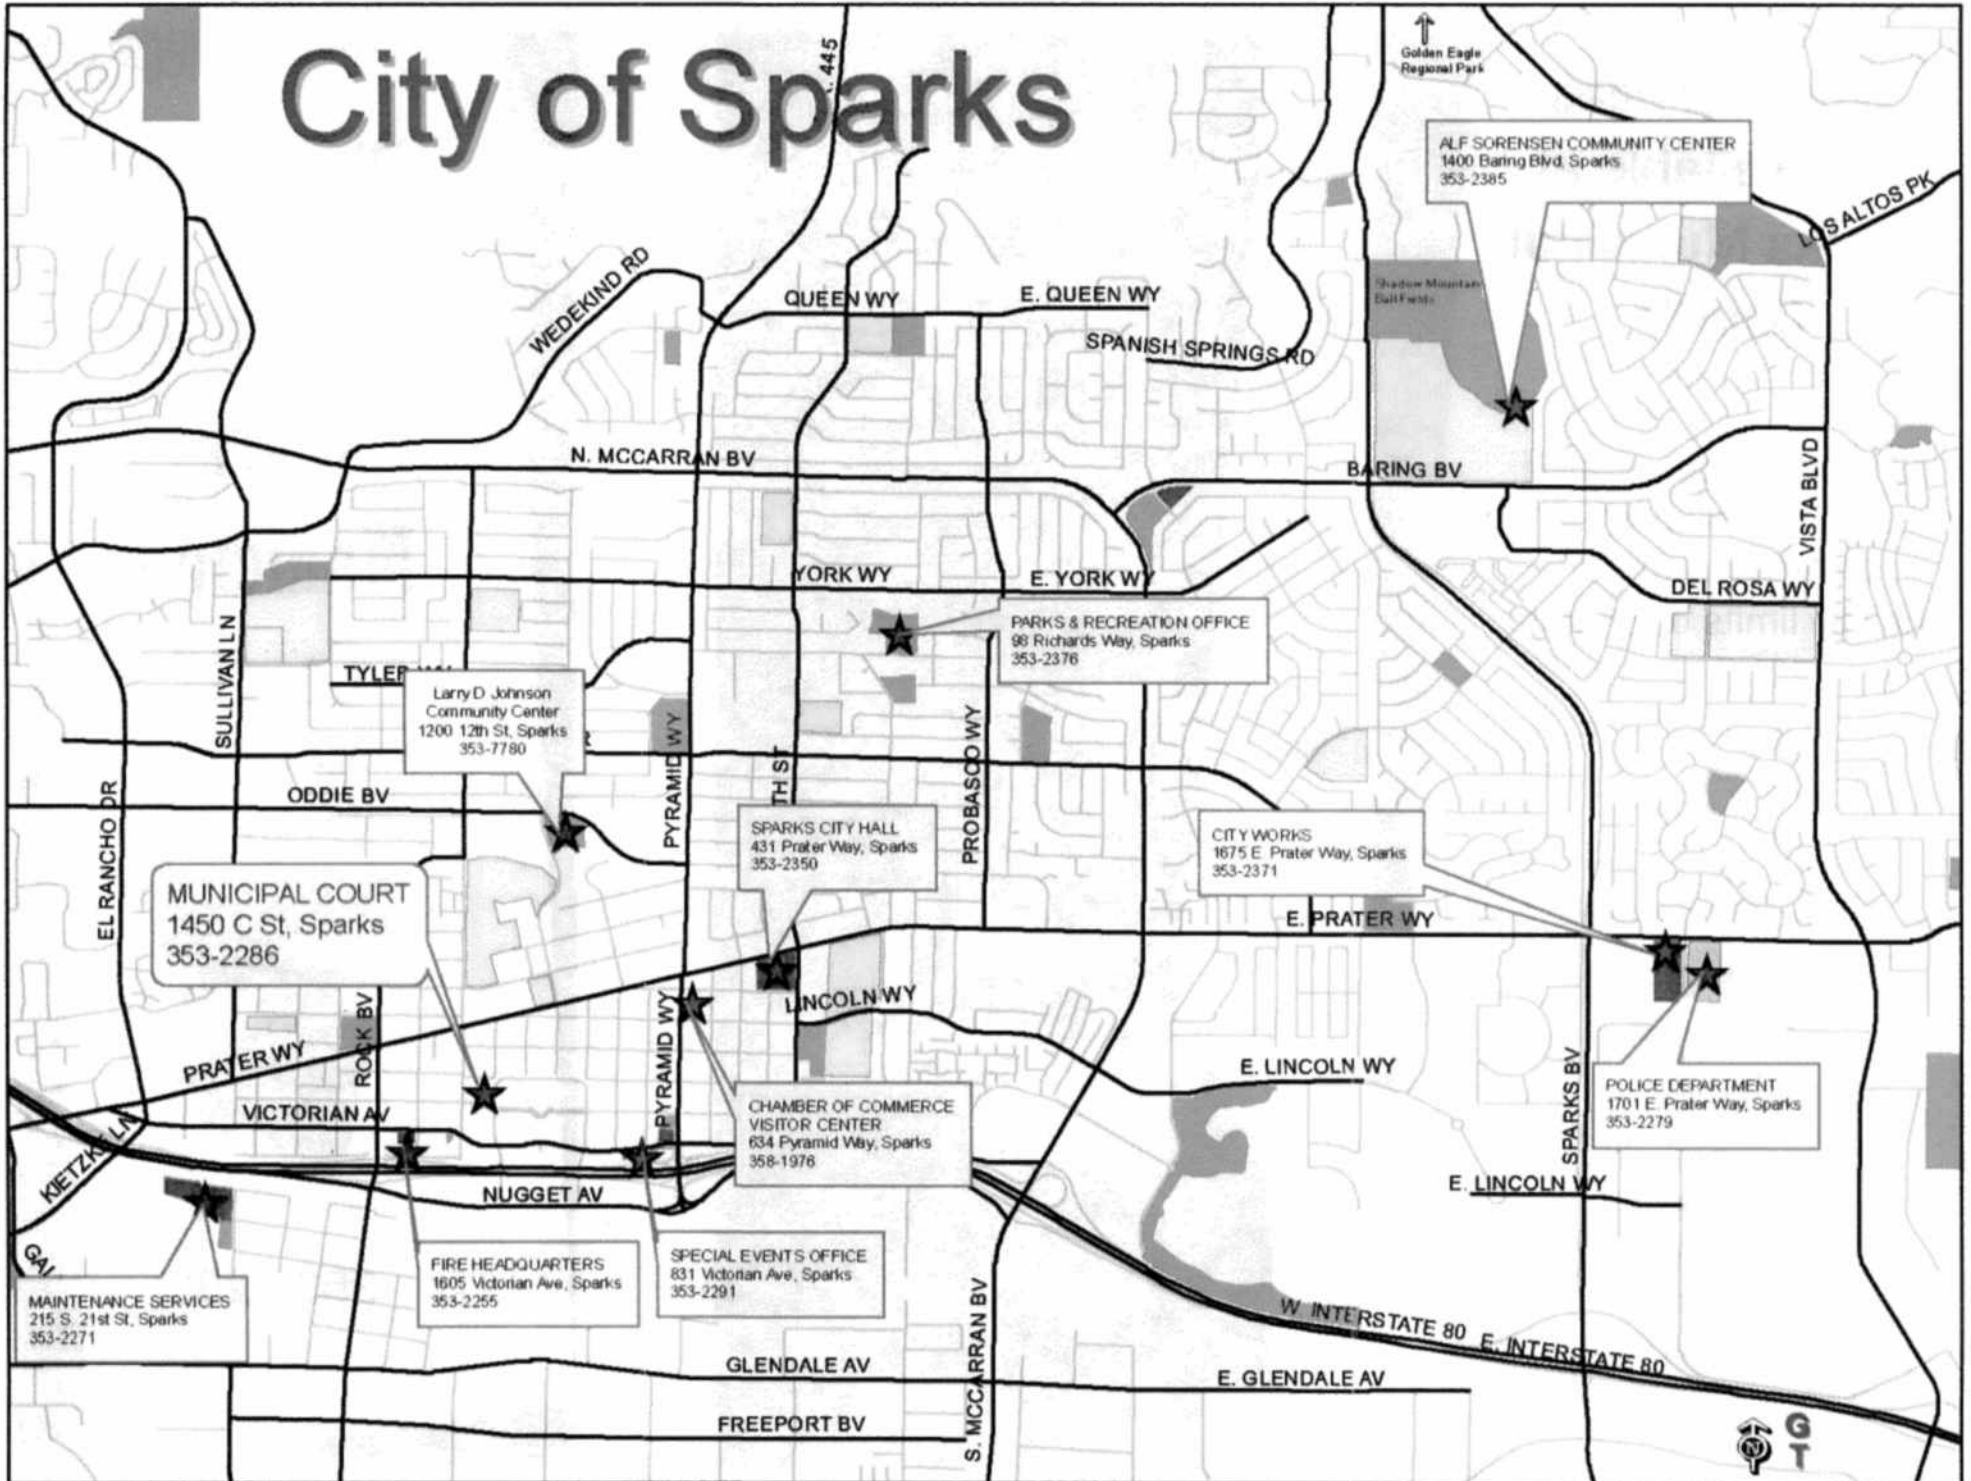 City of Sparks
445
Golden Eagle
Regional Park
ALF SORENSEN COMMUNITY CENTER
1400 Baring Blvd, Sparks
353-2385
LOS ALTOS PK
WEDEKIND RD
QUEEN WY
E. QUEEN WY
SPANISH SPRINGS RD
Shadow Mountain
Ball Fields
N. MCCARRAN BV
BARING BV
VISTA BLVD
YORK WY
E. YORK WY
DEL ROSA WY
SULLIVAN LN
PARKS & RECREATION OFFICE
98 Richards Way, Sparks
353-2376
TYLER
Larry D Johnson
Community Center
1200 12th St, Sparks
353-7780
PYRAMID WY
TH ST
PROBASCO WY
ODDIE BV
EL RANCHO DR
SPARKS CITY HALL
431 Prater Way, Sparks
353-2350
CITY WORKS
1675 E. Prater Way, Sparks
353-2371
MUNICIPAL COURT
1450 C St, Sparks
353-2286
E. PRATER WY
LINCOLN WY
ROCK BV
PYRAMID WY
PRATER WY
E. LINCOLN WY
SPARKS BV
POLICE DEPARTMENT
1701 E. Prater Way, Sparks
353-2279
VICTORIAN AV
CHAMBER OF COMMERCE
VISITOR CENTER
634 Pyramid Way, Sparks
358-1976
KIETZKE LN
NUGGET AV
E. LINCOLN WY
GAL
MAINTENANCE SERVICES
215 S. 21st St, Sparks
353-2271
FIRE HEADQUARTERS
1605 Victorian Ave, Sparks
353-2255
SPECIAL EVENTS OFFICE
831 Victorian Ave, Sparks
353-2291
S. MCCARRAN BV
W. INTERSTATE 80
E. INTERSTATE 80
GLENDALE AV
E. GLENDALE AV
FREEPORT BV
N
G
T